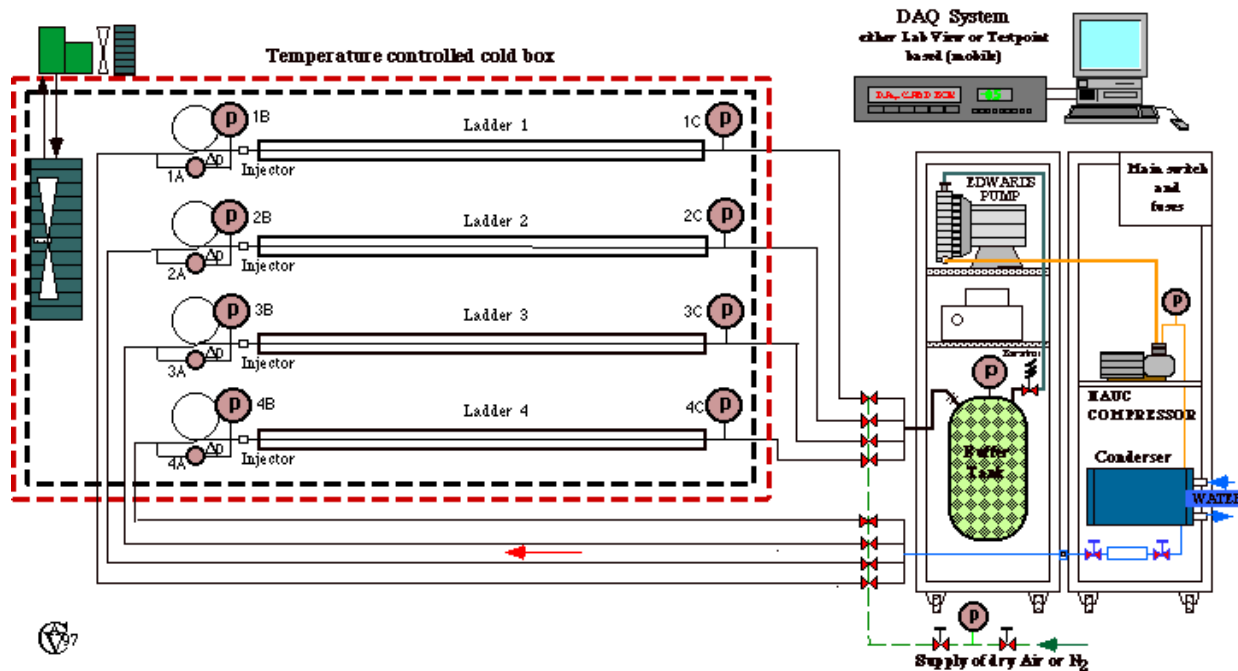 DAQ System
either Lab View or Testpoint
based (mobile)
Temperature controlled cold box
1B
P
Ladder 1
1C
P
Δp
1A
Injector
2B
P
Ladder 2
2C
P
Δp
2A
Injector
3B
P
Ladder 3
3C
P
Δp
3A
Injector
4B
P
Ladder 4
4C
P
Δp
4A
Injector
EDWARDS
PUMP
Main switch
and
fuses
P
P
HAUG
COMPRESSOR
Buffer
Tank
Conderser
WATER
P
Supply of dry Air or N2
97